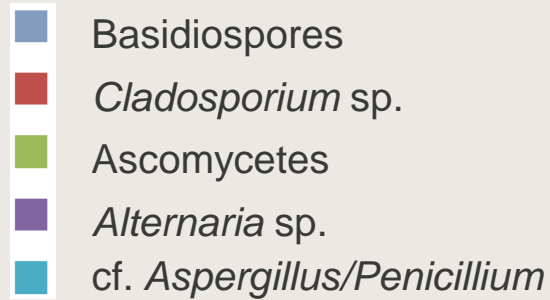 Basidiospores
Cladosporium sp.
Ascomycetes
Alternaria sp.
cf. Aspergillus/Penicillium